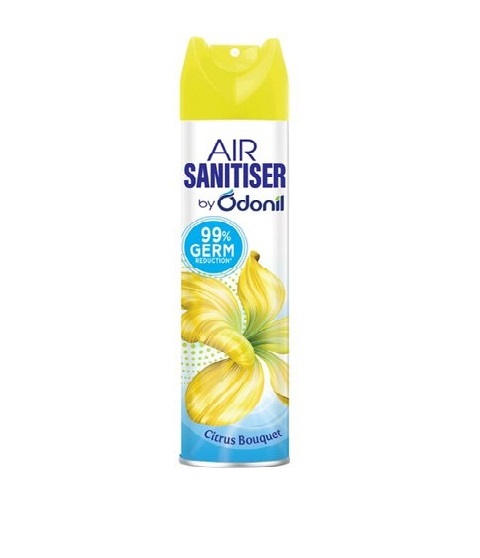 AIR
SANITISER
by Odonil
99%
GERM
REDUCTION*
Citrus Bouquet